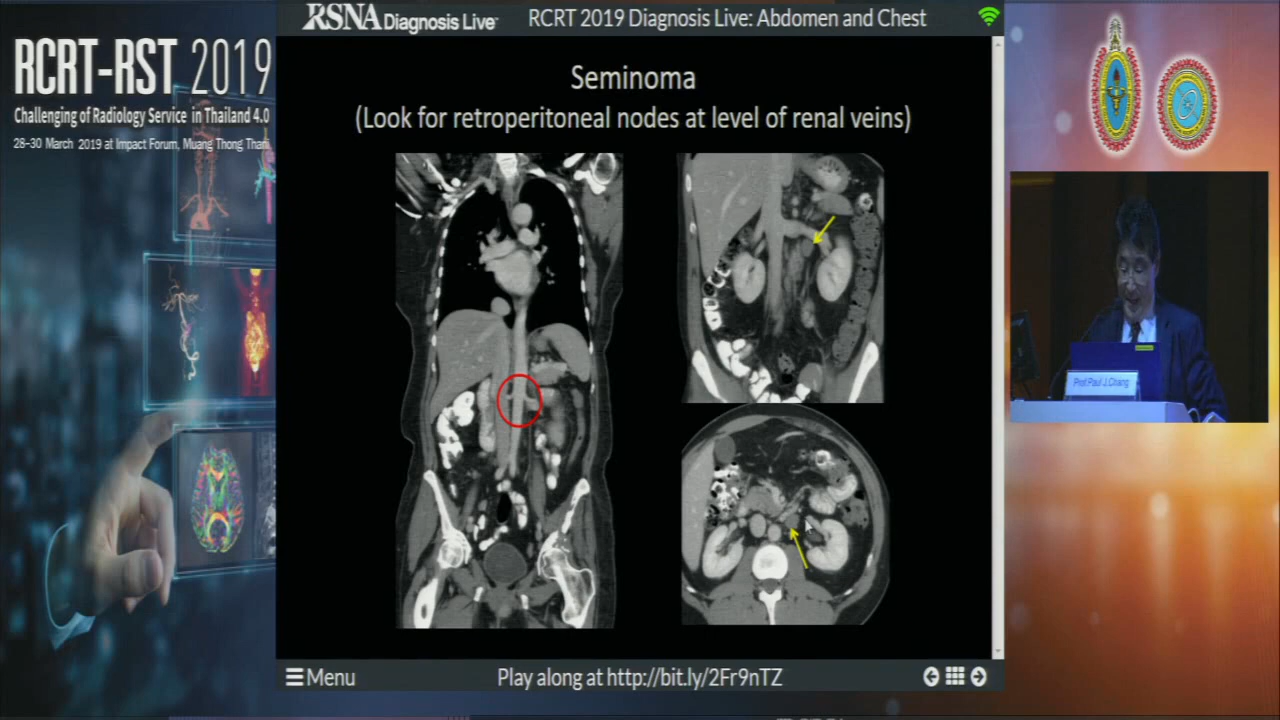 RCRT-RST 2019
Challenging of Radiology Service in Thailand 4.0
28-30 March 2019 at Impact Forum, Muang Thong Thani
RSNA Diagnosis Live™
RCRT 2019 Diagnosis Live: Abdomen and Chest
Seminoma
(Look for retroperitoneal nodes at level of renal veins)
Prof.Paul J.Chang
Menu
Play along at http://bit.ly/2Fr9nTZ